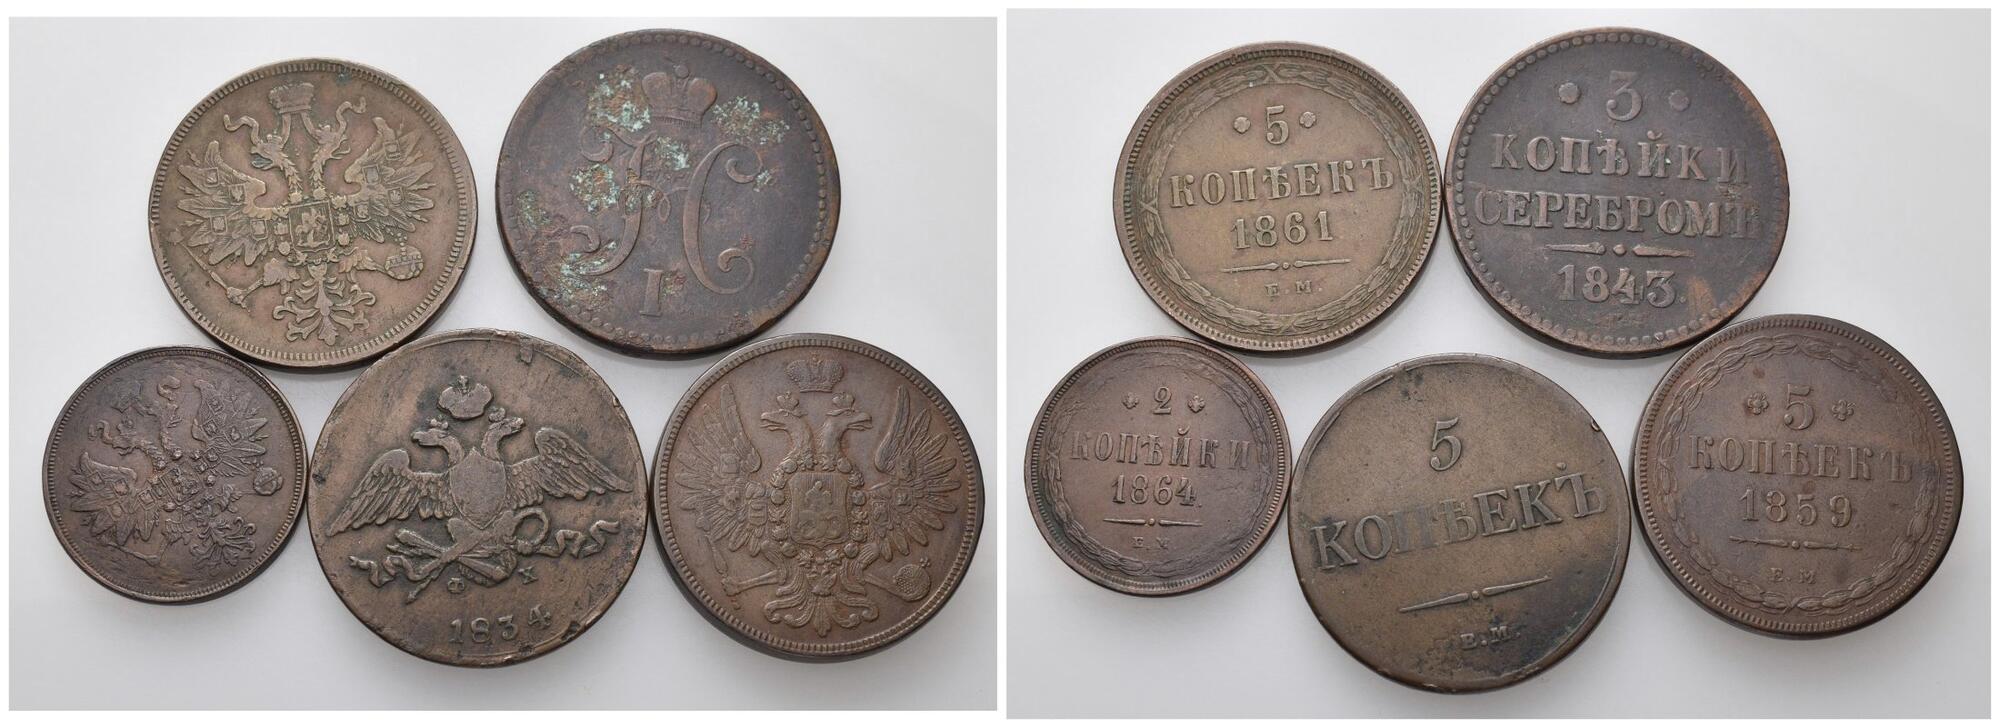 I
Ф Х
1834
• 5 •
КОПѢЕКЪ
1861
Е.М.
• 3 •
КОПѢЙКИ
СЕРЕБРОМЪ
1843.
2
КОПѢЙКИ
1864.
Е.М
5
КОПѢЕКЪ
Е.М.
5
КОПѢЕКЪ
1859
Е.М